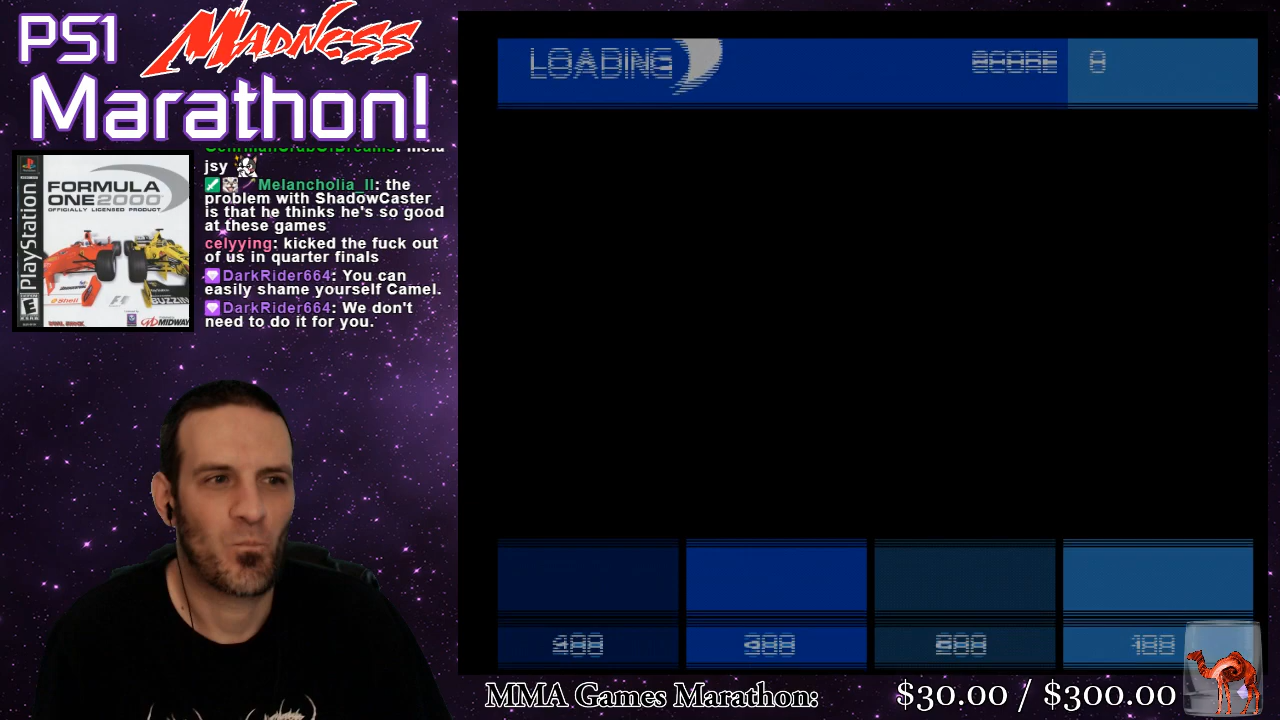 PS1 MADNESS
Marathon!
PlayStation
FORMULA
ONE 2000
OFFICIALLY LICENSED PRODUCT
Shell
BUZZIN
MIDWAY
jsy
Melancholia_II: the
problem with ShadowCaster
is that he thinks he's so good
at these games
celyying: kicked the fuck out
of us in quarter finals
DarkRider664: You can
easily shame yourself Camel.
DarkRider664: We don't
need to do it for you.
LOADING
SCORE 0
400 300 200 100
MMA Games Marathon: $30.00 / $300.00